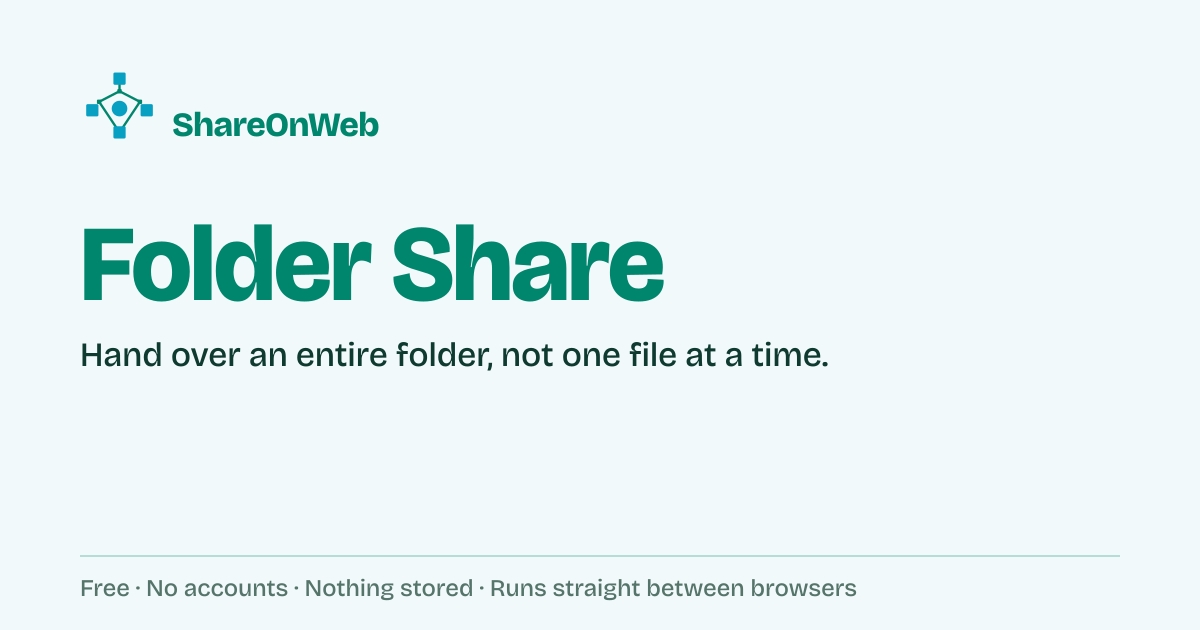 ShareOnWeb
Folder Share
Hand over an entire folder, not one file at a time.
Free · No accounts · Nothing stored · Runs straight between browsers